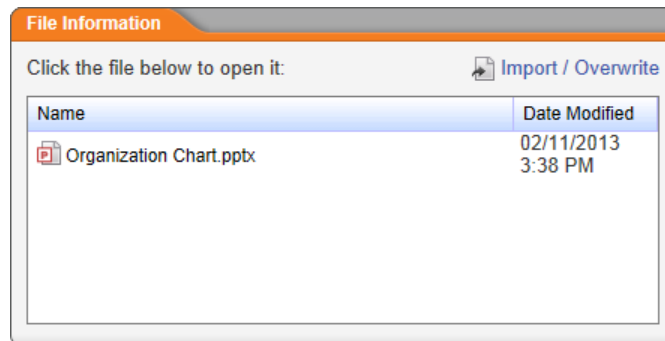 File Information
Click the file below to open it:
Import / Overwrite
Name
Date Modified
Organization Chart.pptx
02/11/2013
3:38 PM